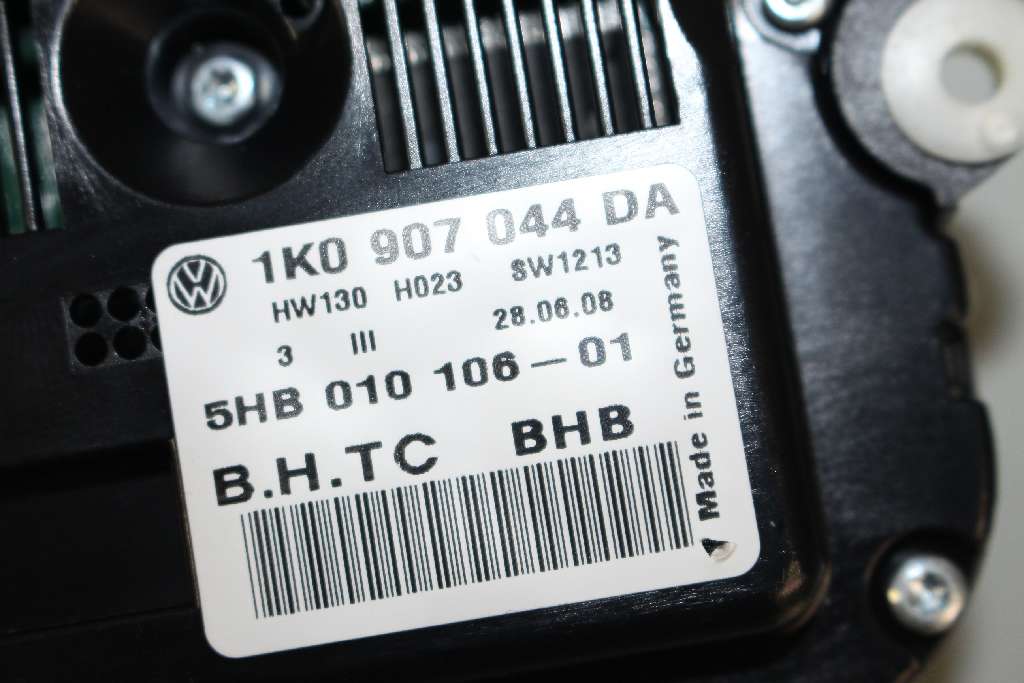 1K0 907 044 DA
HW130 H023 SW1213
3 III 28.06.08
5HB 010 106-01
B.H.TC BHB
Made in Germany